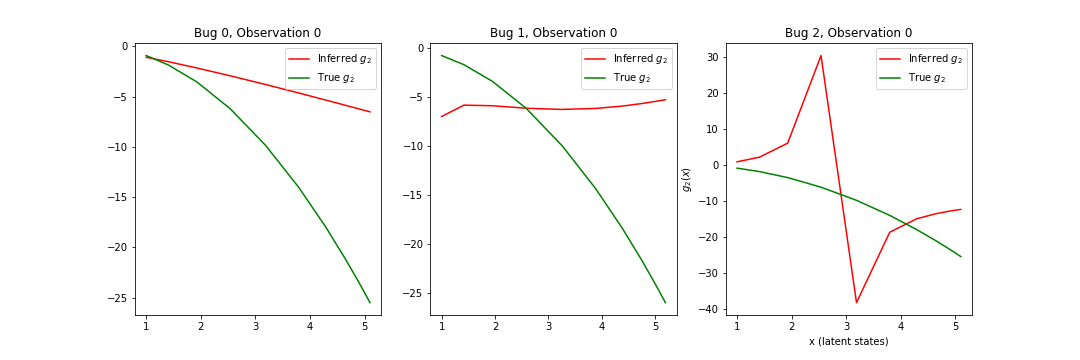 Bug 0, Observation 0
0
−5
−10
−15
−20
−25
1 2 3 4 5
Inferred g₂
True g₂
Bug 1, Observation 0
0
−5
−10
−15
−20
−25
1 2 3 4 5
Inferred g₂
True g₂
Bug 2, Observation 0
30
20
10
0
−10
−20
−30
−40
g₂(x)
1 2 3 4 5
x (latent states)
Inferred g₂
True g₂